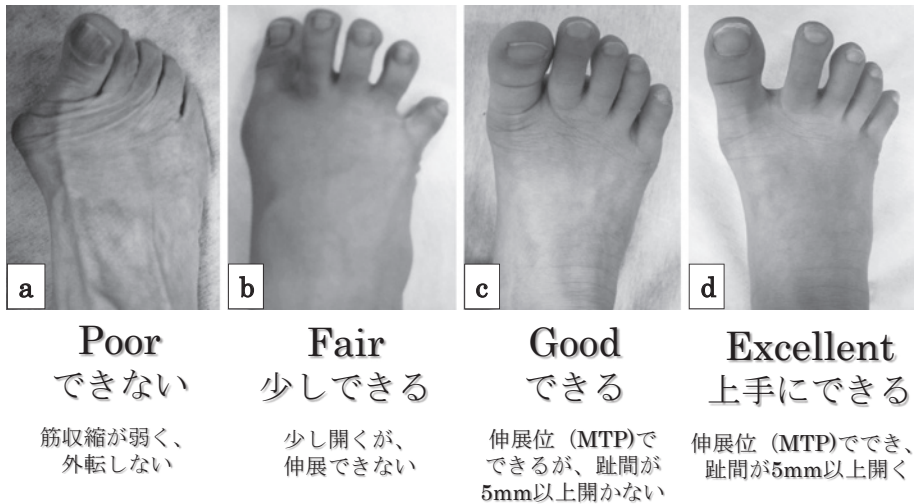 a
b
c
d
Poor
できない
筋収縮が弱く、
外転しない
Fair
少しできる
少し開くが、
伸展できない
Good
できる
伸展位（MTP)で
できるが、趾間が
5mm以上開かない
Excellent
上手にできる
伸展位（MTP)ででき、
趾間が5mm以上開く